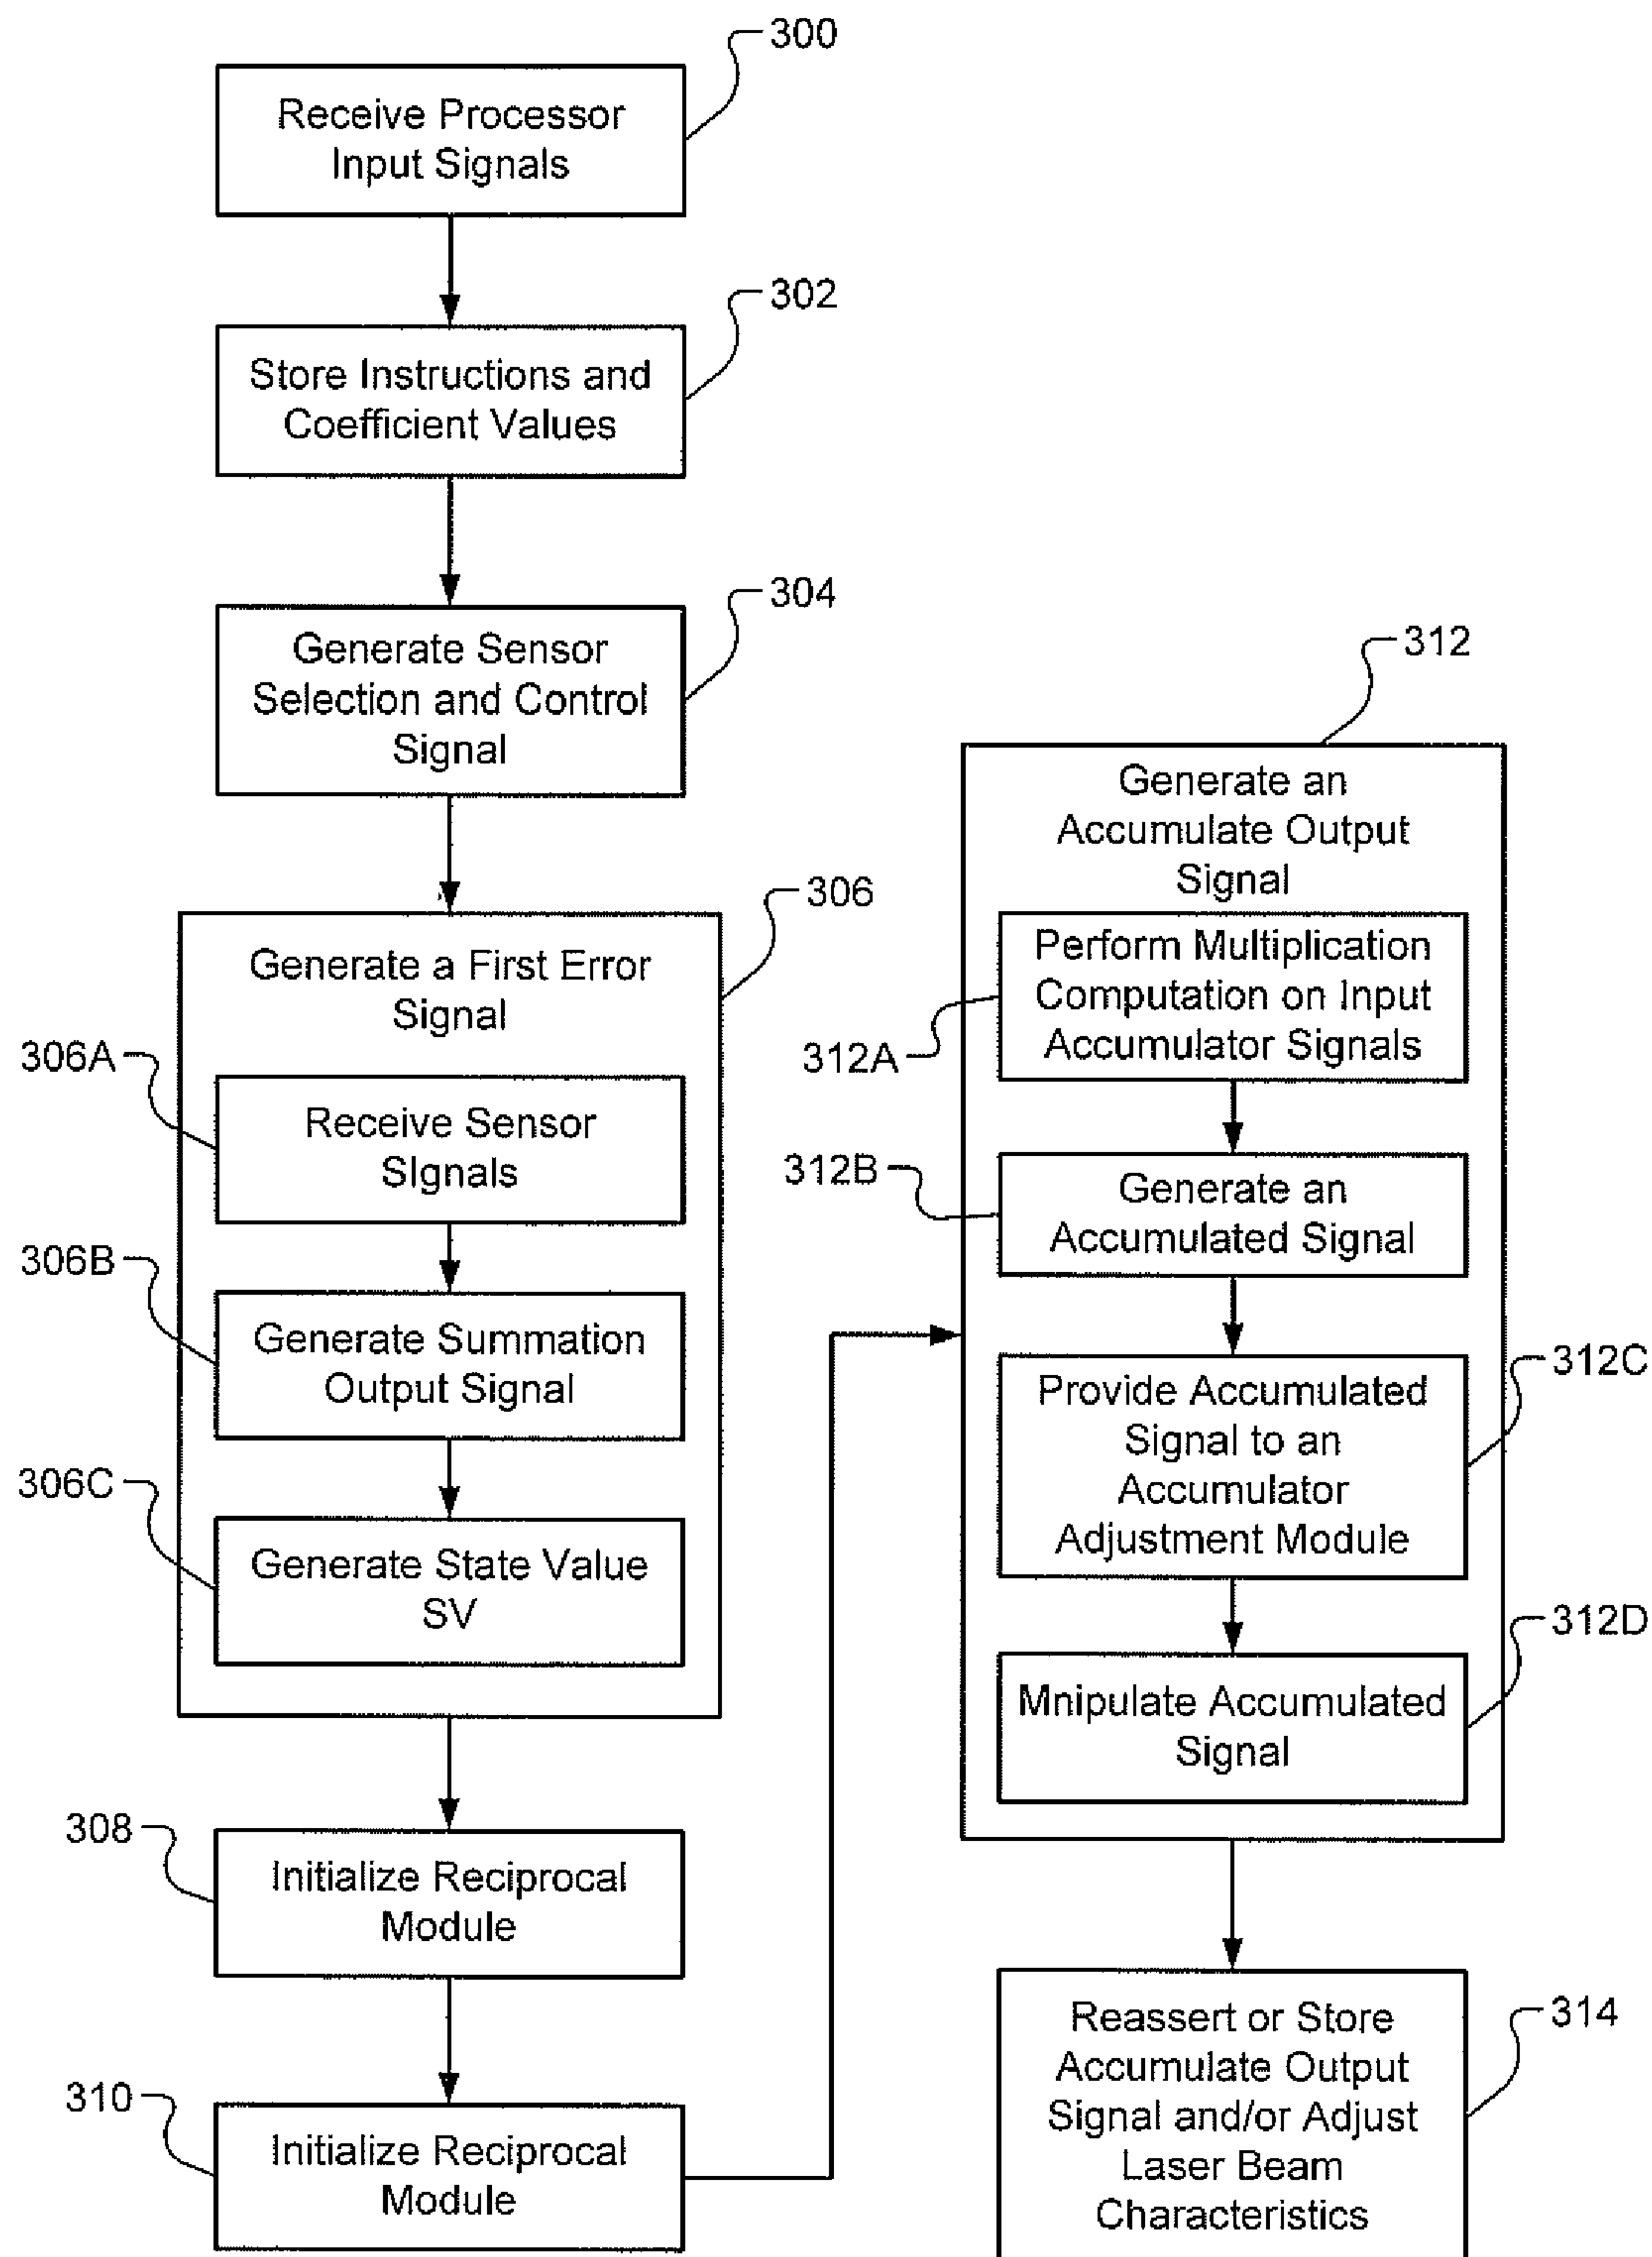 300
Receive Processor
Input Signals
302
Store Instructions and
Coefficient Values
304
Generate Sensor
Selection and Control
Signal
306
Generate a First Error
Signal
306A
Receive Sensor
SIgnals
306B
Generate Summation
Output Signal
306C
Generate State Value
SV
308
Initialize Reciprocal
Module
310
Initialize Reciprocal
Module
312
Generate an
Accumulate Output
Signal
312A
Perform Multiplication
Computation on Input
Accumulator Signals
312B
Generate an
Accumulated Signal
312C
Provide Accumulated
Signal to an
Accumulator
Adjustment Module
312D
Mnipulate Accumulated
Signal
314
Reassert or Store
Accumulate Output
Signal and/or Adjust
Laser Beam
Characteristics